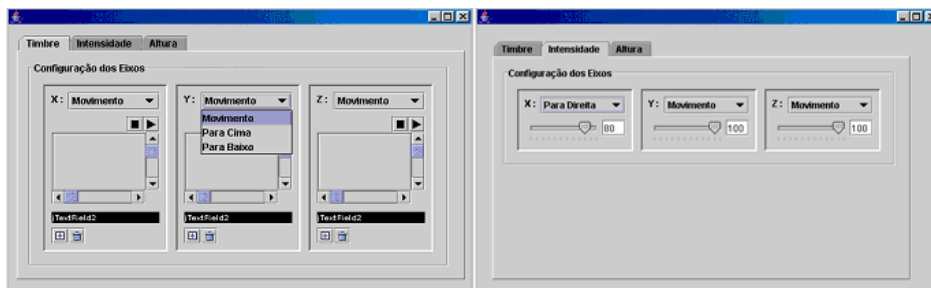 Timbre Intensidade Altura
Configuração dos Eixos
X: Movimento Y: Movimento Z: Movimento
Movimento
Para Cima
Para Baixo
jTextField2 jTextField2 jTextField2
Timbre Intensidade Altura
Configuração dos Eixos
X: Para Direita Y: Movimento Z: Movimento
80 100 100